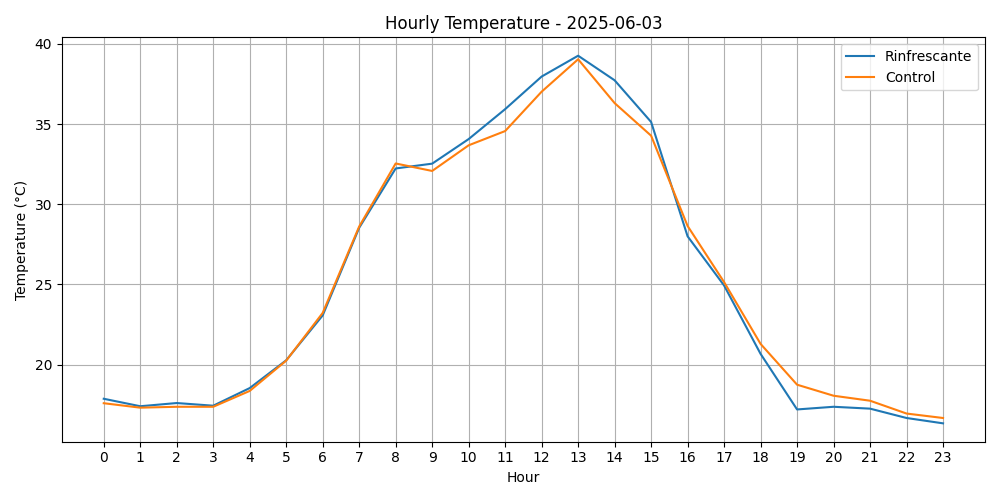 Hourly Temperature - 2025-06-03
Rinfrescante
Control
Temperature (°C)
40
35
30
25
20
0 1 2 3 4 5 6 7 8 9 10 11 12 13 14 15 16 17 18 19 20 21 22 23
Hour